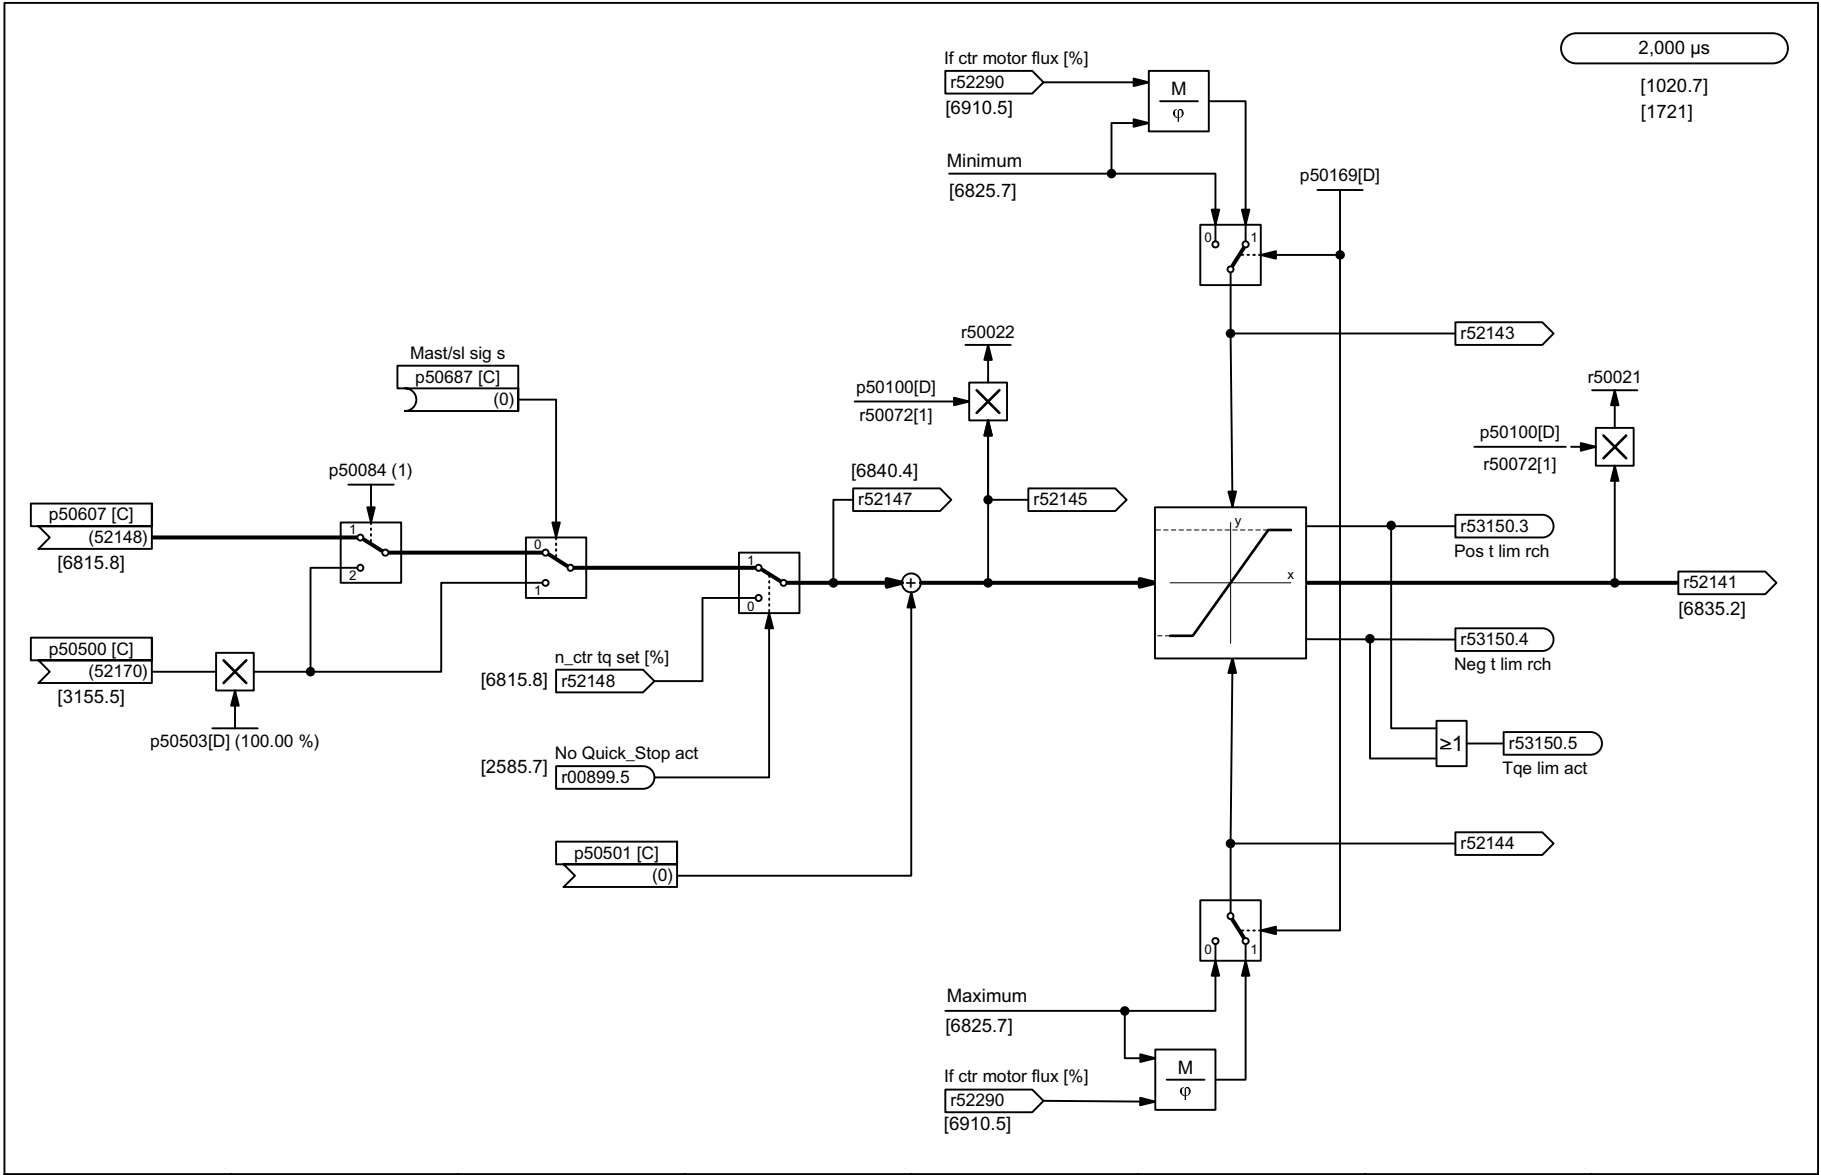 2,000 µs
[1020.7]
[1721]
If ctr motor flux [%]
r52290
[6910.5]
M
φ
Minimum
[6825.7]
p50169[D]
0 1
r52143
Mast/sl sig s
p50687 [C]
(0)
r50022
p50100[D]
r50072[1]
r50021
p50100[D]
r50072[1]
p50084 (1)
[6840.4]
r52147
r52145
p50607 [C]
(52148)
[6815.8]
1
2
0
1
1
0
+
y
x
r53150.3
Pos t lim rch
r52141
[6835.2]
r53150.4
Neg t lim rch
p50500 [C]
(52170)
[3155.5]
p50503[D] (100.00 %)
n_ctr tq set [%]
[6815.8]
r52148
No Quick_Stop act
[2585.7]
r00899.5
≥1
r53150.5
Tqe lim act
p50501 [C]
(0)
r52144
0 1
Maximum
[6825.7]
M
φ
If ctr motor flux [%]
r52290
[6910.5]